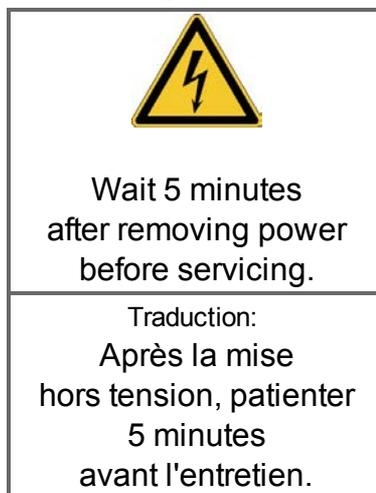 Wait 5 minutes
after removing power
before servicing.
Traduction:
Après la mise
hors tension, patienter
5 minutes
avant l'entretien.